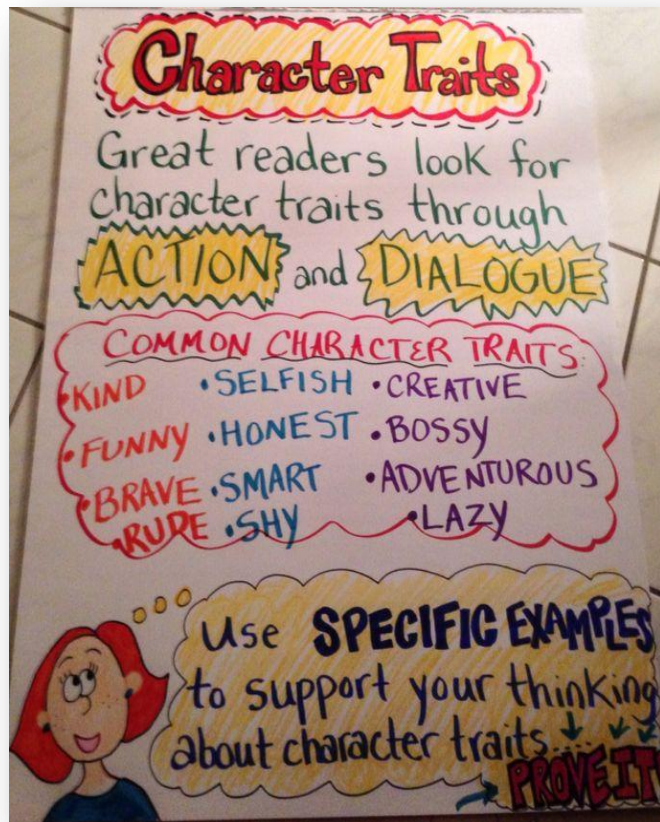 Character Traits
Great readers look for
character traits through
ACTION and DIALOGUE
COMMON CHARACTER TRAITS:
•KIND •SELFISH •CREATIVE
•FUNNY •HONEST •BOSSY
•BRAVE •SMART •ADVENTUROUS
•RUDE •SHY •LAZY
Use SPECIFIC EXAMPLES
to support your thinking
about character traits....
PROVE IT